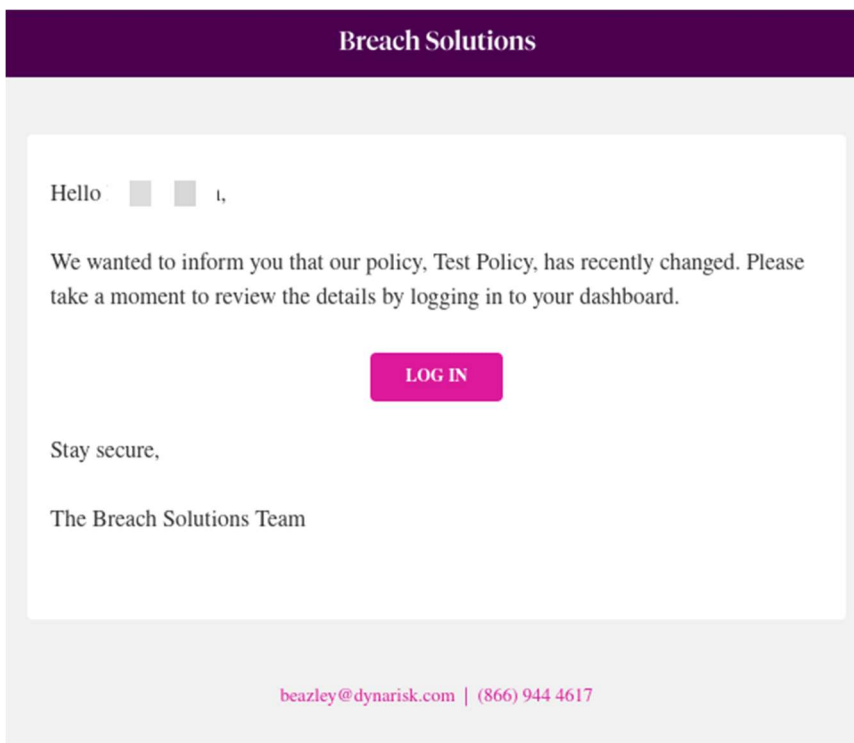 Breach Solutions
Hello ,
We wanted to inform you that our policy, Test Policy, has recently changed. Please
take a moment to review the details by logging in to your dashboard.
LOG IN
Stay secure,
The Breach Solutions Team
beazley@dynarisk.com | (866) 944 4617